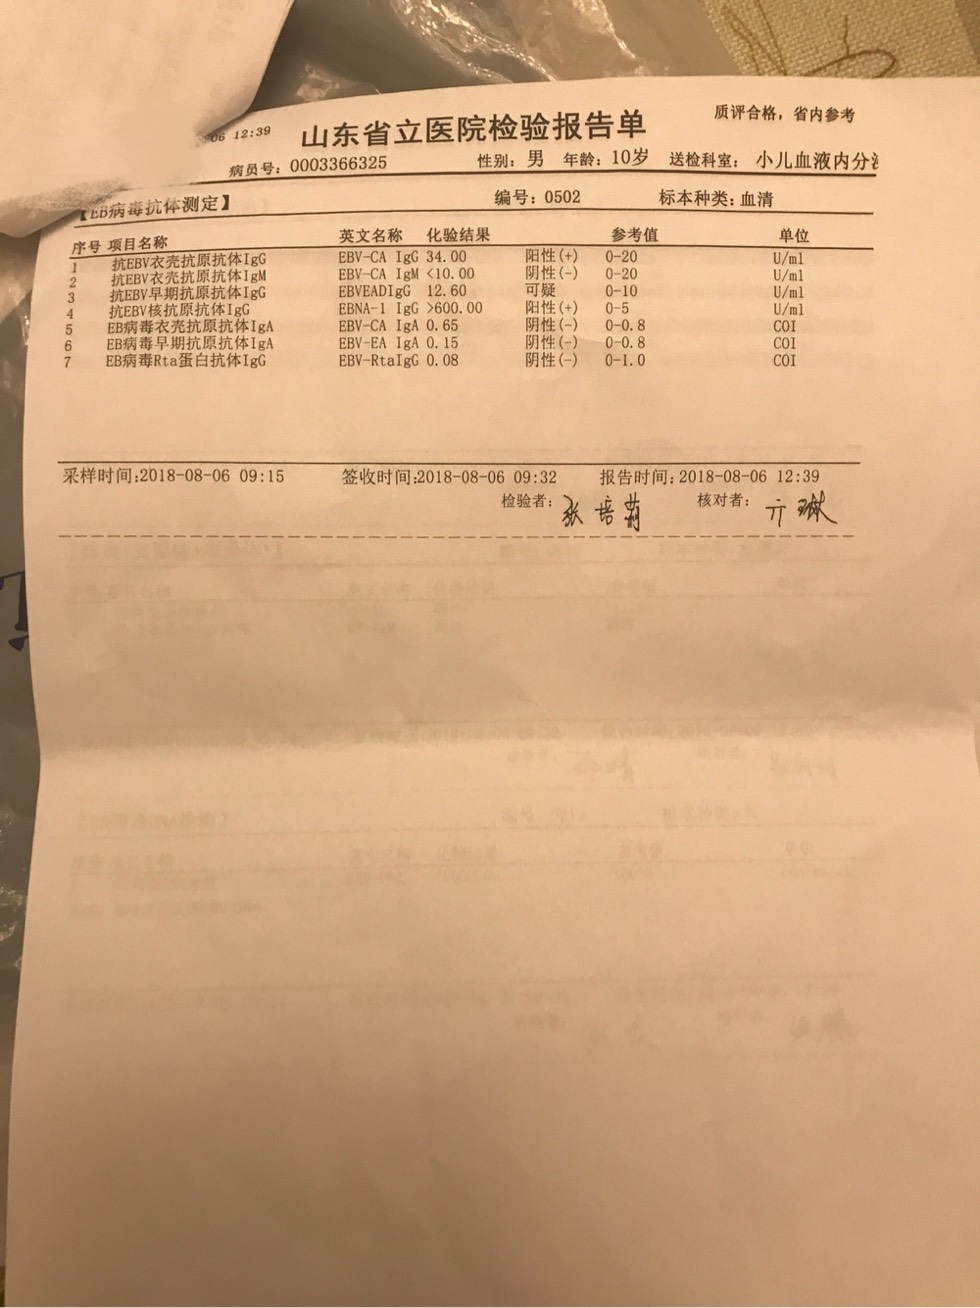 06 12:39 山东省立医院检验报告单 质评合格，省内参考
病员号：0003366325 性别：男 年龄：10岁 送检科室： 小儿血液内分
【EB病毒抗体测定】 编号：0502 标本种类：血清
序号 项目名称 英文名称 化验结果 参考值 单位
1 抗EBV衣壳抗原抗体IgG EBV-CA IgG 34.00 阳性(+) 0-20 U/ml
2 抗EBV衣壳抗原抗体IgM EBV-CA IgM <10.00 阴性(-) 0-20 U/ml
3 抗EBV早期抗原抗体IgG EBVEADIgG 12.60 可疑 0-10 U/ml
4 抗EBV核抗原抗体IgG EBNA-1 IgG >600.00 阳性(+) 0-5 U/ml
5 EB病毒衣壳抗原抗体IgA EBV-CA IgA 0.65 阴性(-) 0-0.8 COI
6 EB病毒早期抗原抗体IgA EBV-EA IgA 0.15 阴性(-) 0-0.8 COI
7 EB病毒Rta蛋白抗体IgG EBV-RtaIgG 0.08 阴性(-) 0-1.0 COI
采样时间:2018-08-06 09:15 签收时间:2018-08-06 09:32 报告时间:2018-08-06 12:39
检验者： 张培莉 核对者：